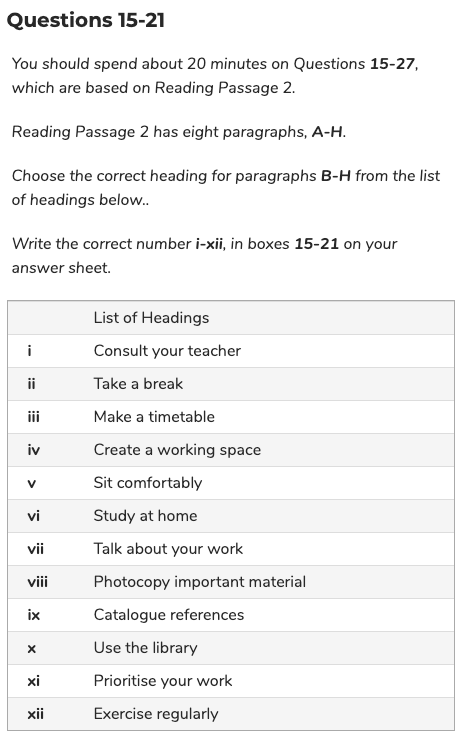 Questions 15-21
You should spend about 20 minutes on Questions 15-27,
which are based on Reading Passage 2.
Reading Passage 2 has eight paragraphs, A-H.
Choose the correct heading for paragraphs B-H from the list
of headings below..
Write the correct number i-xii, in boxes 15-21 on your
answer sheet.
List of Headings
i Consult your teacher
ii Take a break
iii Make a timetable
iv Create a working space
v Sit comfortably
vi Study at home
vii Talk about your work
viii Photocopy important material
ix Catalogue references
x Use the library
xi Prioritise your work
xii Exercise regularly